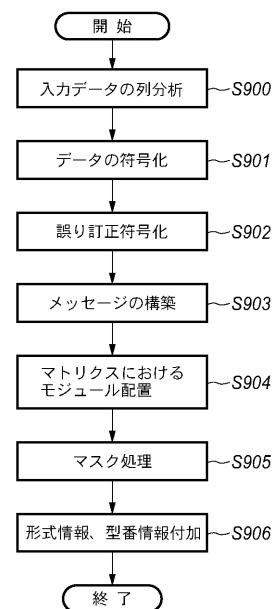 開 始
入力データの列分析
S900
データの符号化
S901
誤り訂正符号化
S902
メッセージの構築
S903
マトリクスにおける
モジュール配置
S904
マスク処理
S905
形式情報、型番情報付加
S906
終 了